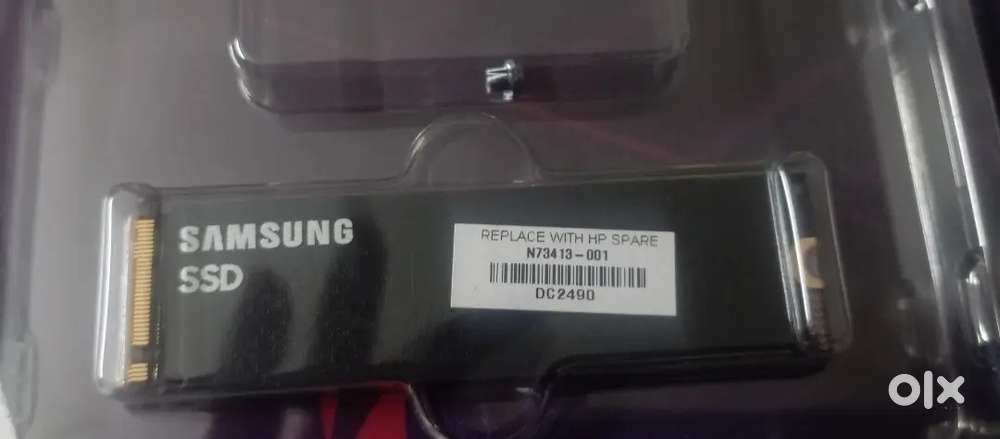 SAMSUNG
SSD
REPLACE WITH HP SPARE
N73413-001
DC2490
olx